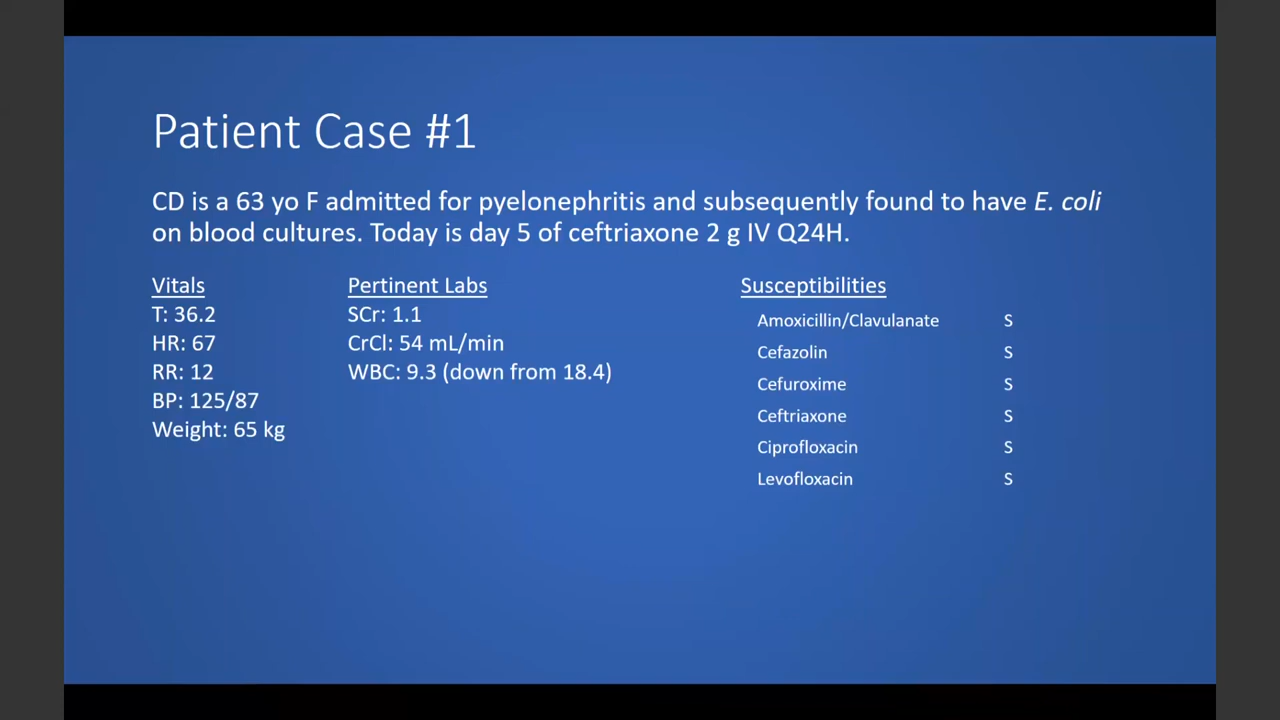 Patient Case #1
CD is a 63 yo F admitted for pyelonephritis and subsequently found to have E. coli
on blood cultures. Today is day 5 of ceftriaxone 2 g IV Q24H.
Vitals
T: 36.2
HR: 67
RR: 12
BP: 125/87
Weight: 65 kg
Pertinent Labs
SCr: 1.1
CrCl: 54 mL/min
WBC: 9.3 (down from 18.4)
Susceptibilities
Amoxicillin/Clavulanate S
Cefazolin S
Cefuroxime S
Ceftriaxone S
Ciprofloxacin S
Levofloxacin S